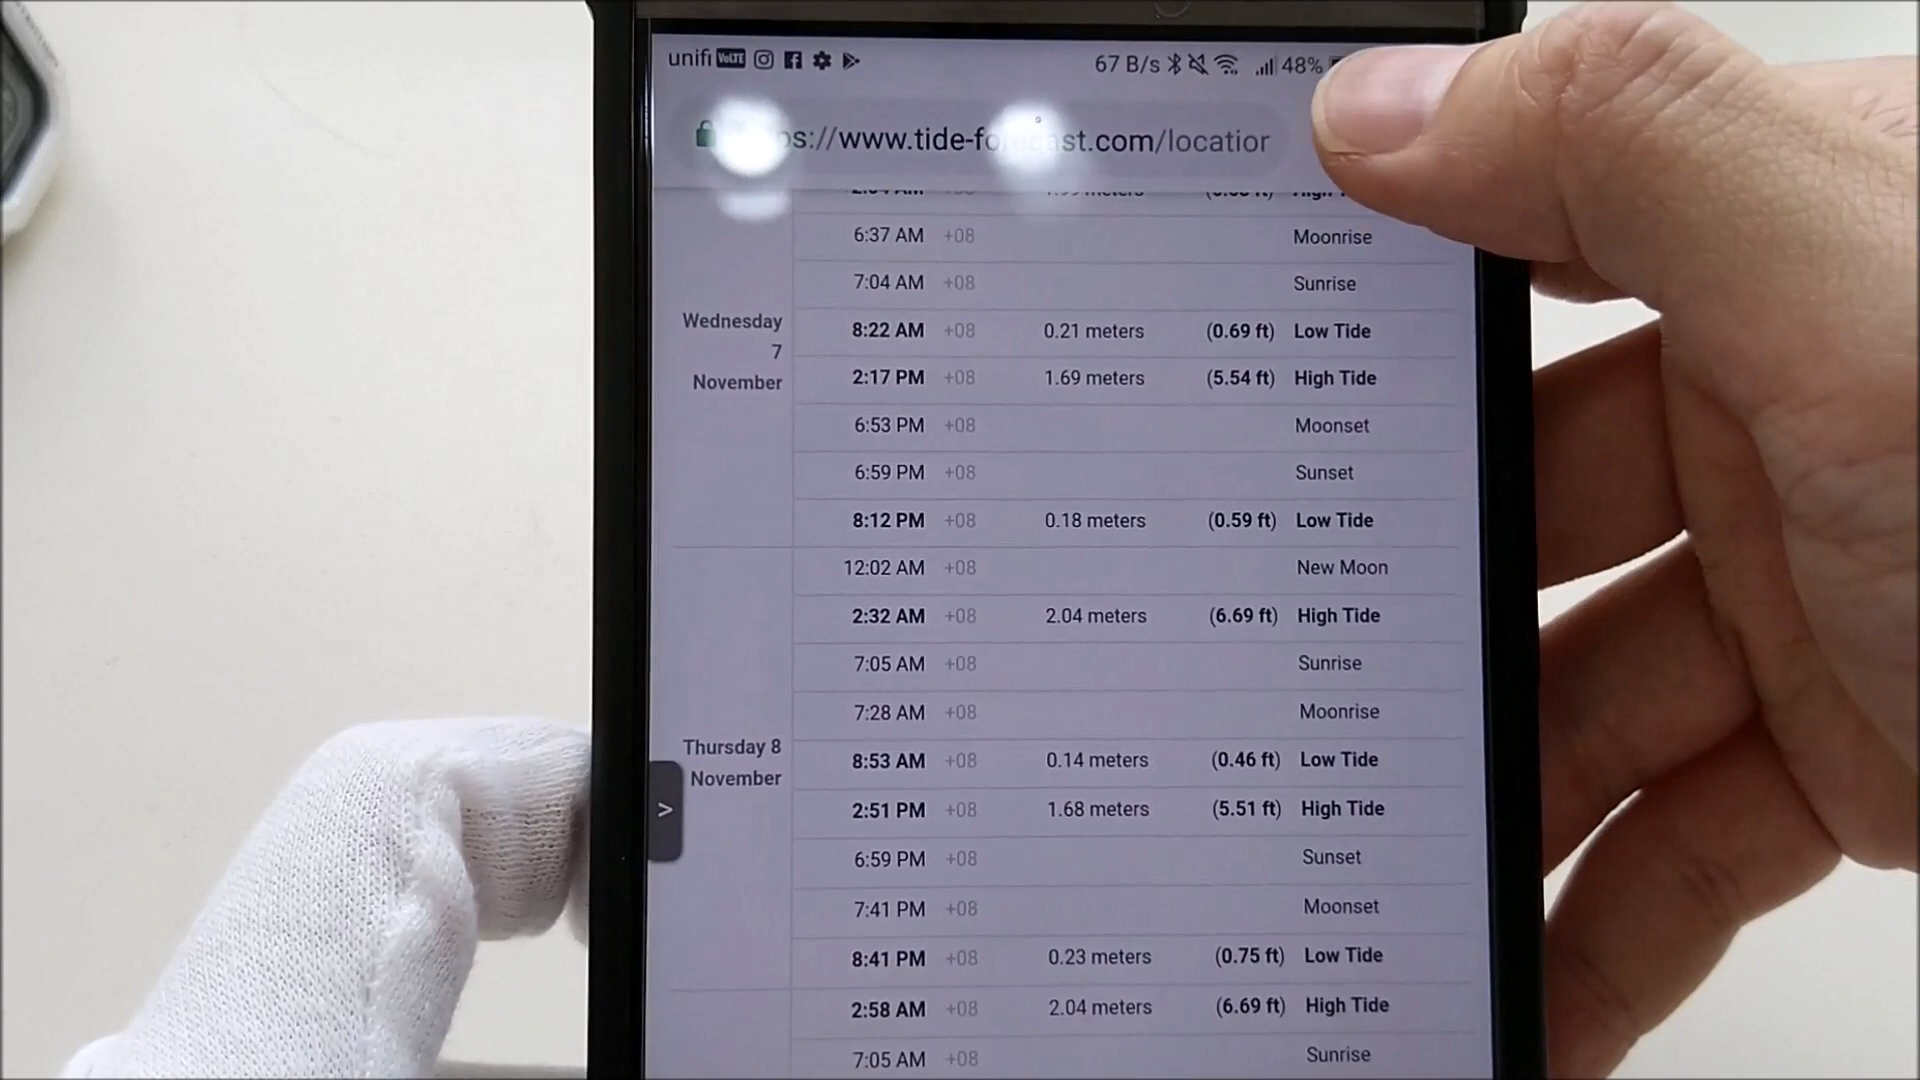 unifi VoLTE 67 B/s 48%
s://www.tide-forecast.com/locatior
6:37 AM +08 Moonrise
7:04 AM +08 Sunrise
Wednesday
7
November
8:22 AM +08 0.21 meters (0.69 ft) Low Tide
2:17 PM +08 1.69 meters (5.54 ft) High Tide
6:53 PM +08 Moonset
6:59 PM +08 Sunset
8:12 PM +08 0.18 meters (0.59 ft) Low Tide
12:02 AM +08 New Moon
2:32 AM +08 2.04 meters (6.69 ft) High Tide
7:05 AM +08 Sunrise
7:28 AM +08 Moonrise
Thursday 8
November
8:53 AM +08 0.14 meters (0.46 ft) Low Tide
>
2:51 PM +08 1.68 meters (5.51 ft) High Tide
6:59 PM +08 Sunset
7:41 PM +08 Moonset
8:41 PM +08 0.23 meters (0.75 ft) Low Tide
2:58 AM +08 2.04 meters (6.69 ft) High Tide
7:05 AM +08 Sunrise